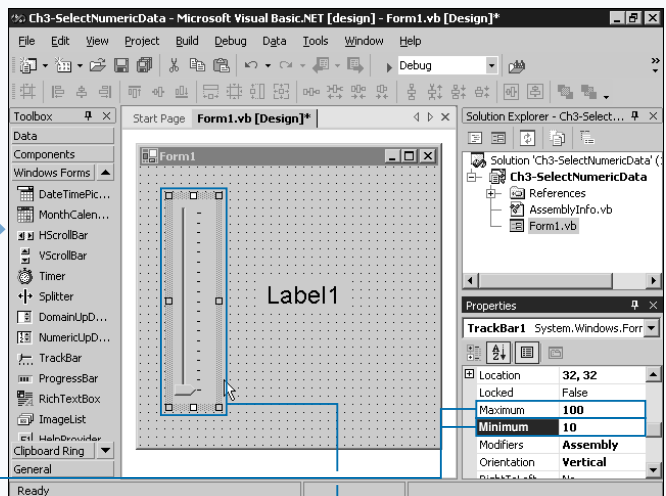 Ch3-SelectNumericData - Microsoft Visual Basic.NET [design] - Form1.vb [Design]*
File Edit View Project Build Debug Data Tools Window Help
Debug
Toolbox
Start Page Form1.vb [Design]*
Solution Explorer - Ch3-Select...
Data
Components
Windows Forms
DateTimePic...
MonthCalen...
HScrollBar
VScrollBar
Timer
Splitter
DomainUpD...
NumericUpD...
TrackBar
ProgressBar
RichTextBox
ImageList
HelpProvider
Clipboard Ring
General
Form1
Label1
Solution 'Ch3-SelectNumericData' (
Ch3-SelectNumericData
References
AssemblyInfo.vb
Form1.vb
Properties
TrackBar1 System.Windows.Forr
Location 32, 32
Locked False
Maximum 100
Minimum 10
Modifiers Assembly
Orientation Vertical
RightToLeft No
Ready